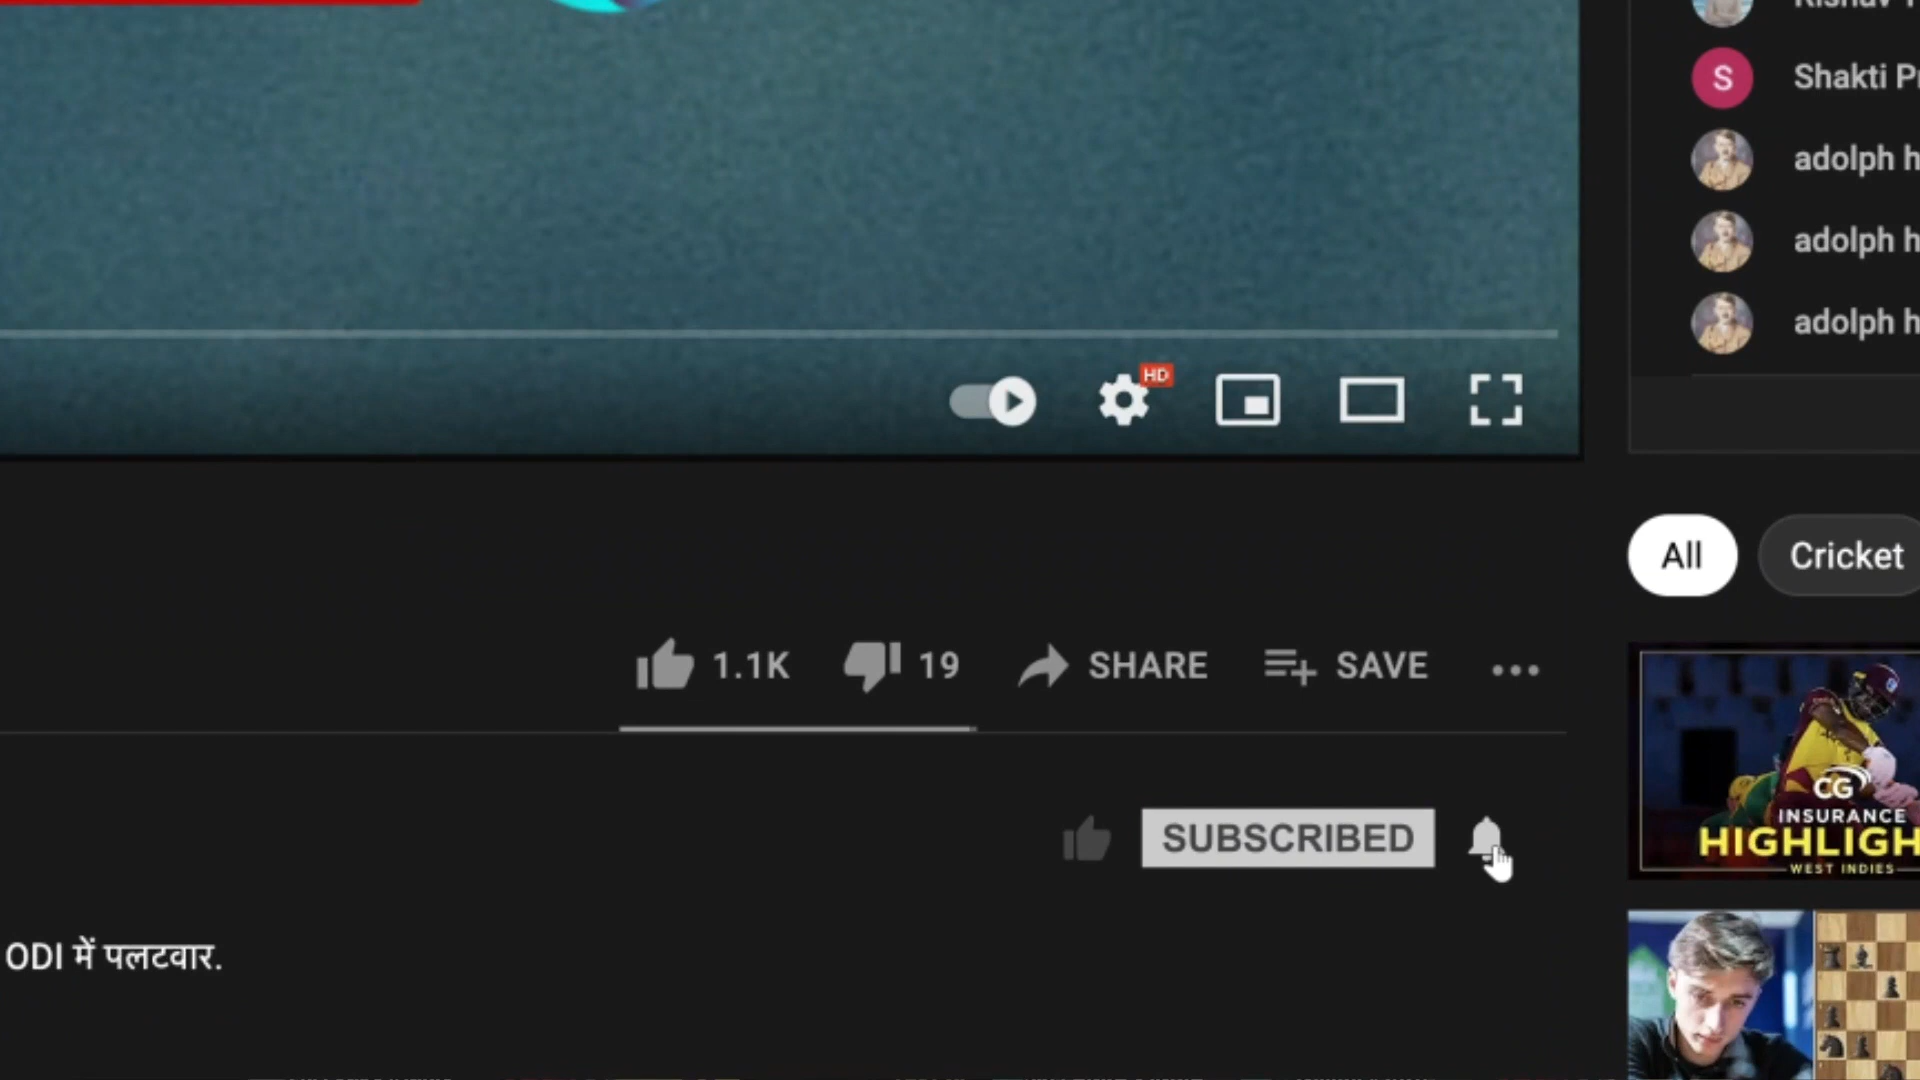 Shakti P
adolph h
adolph h
adolph h
HD
All
Cricket
1.1K
19
SHARE
SAVE
SUBSCRIBED
CG
INSURANCE
HIGHLIGH
WEST INDIES
ODI में पलटवार.
S